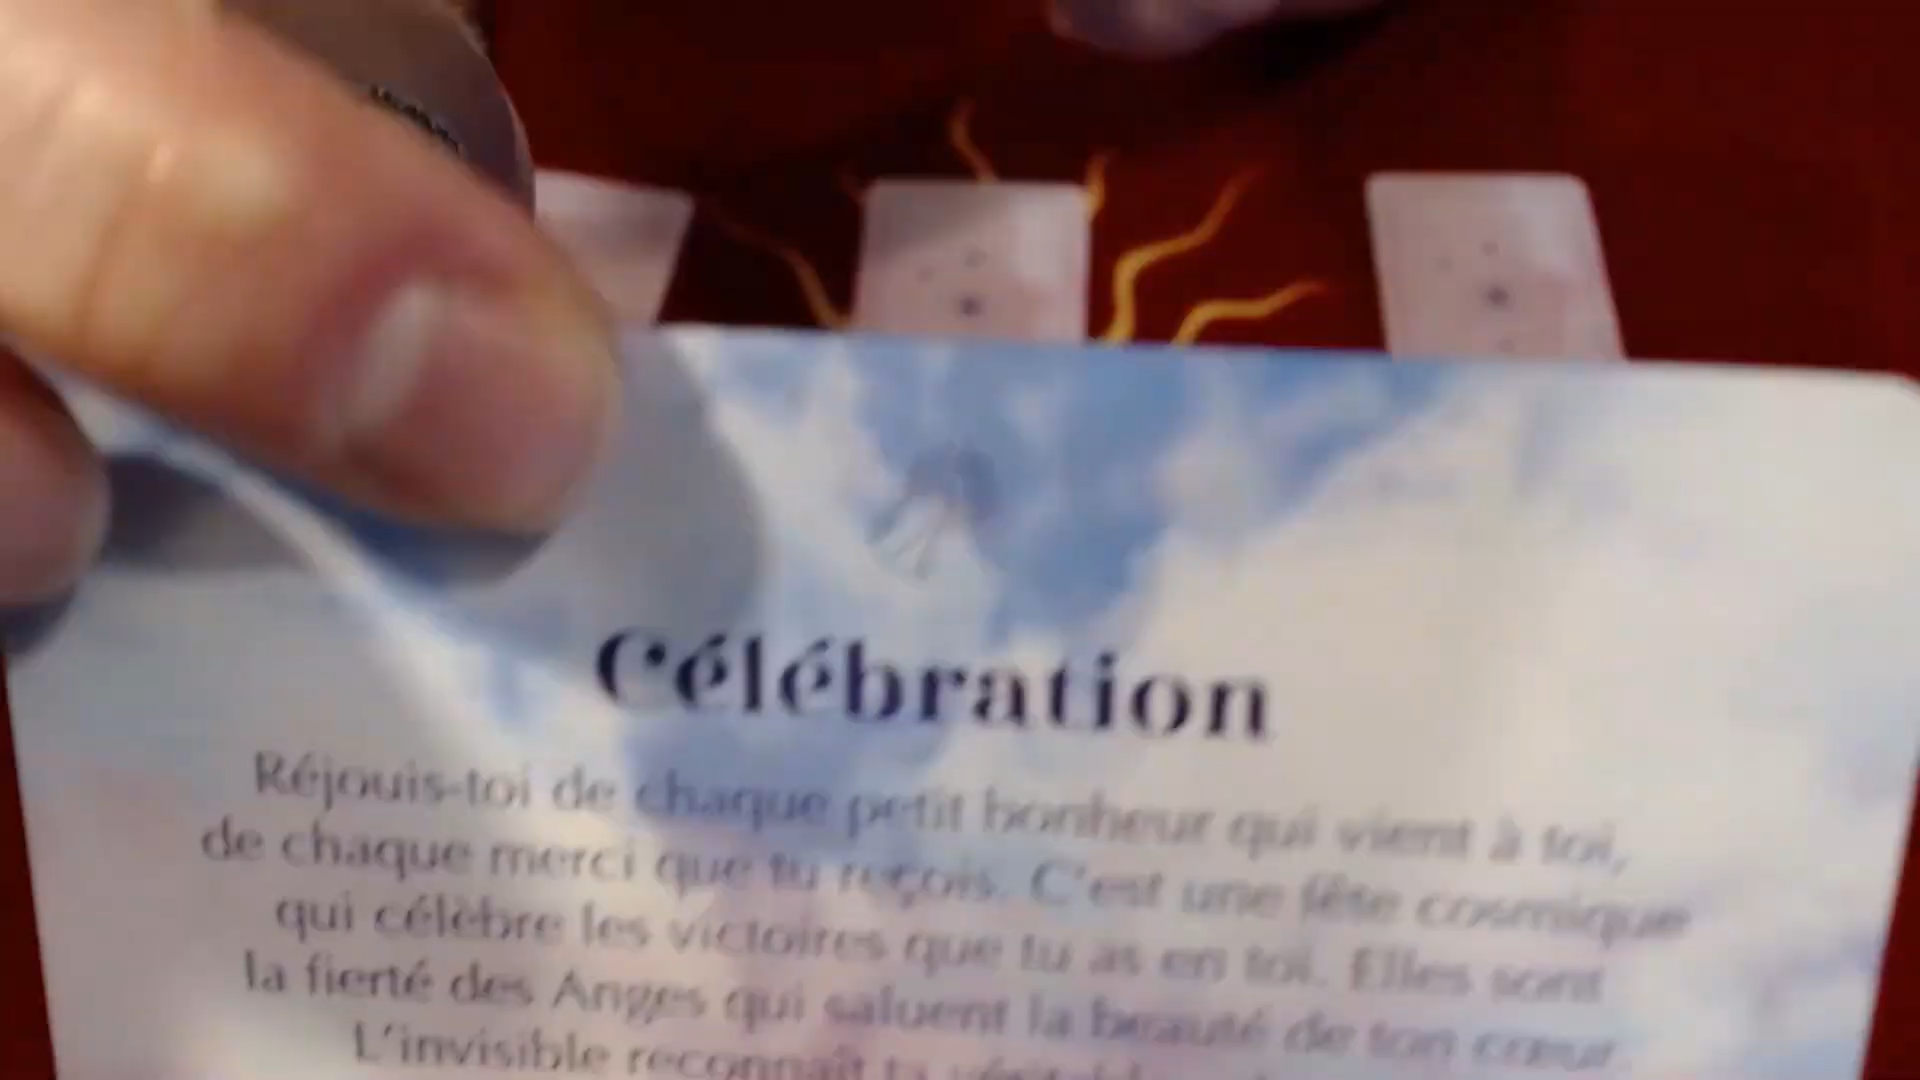 Célébration
Réjouis-toi de chaque petit bonheur qui vient à toi,
de chaque merci que tu reçois. C'est une fête cosmique
qui célèbre les victoires que tu as en toi. Elles sont
la fierté des Anges qui saluent la beauté de ton cœur.
L'invisible reconnaît ta